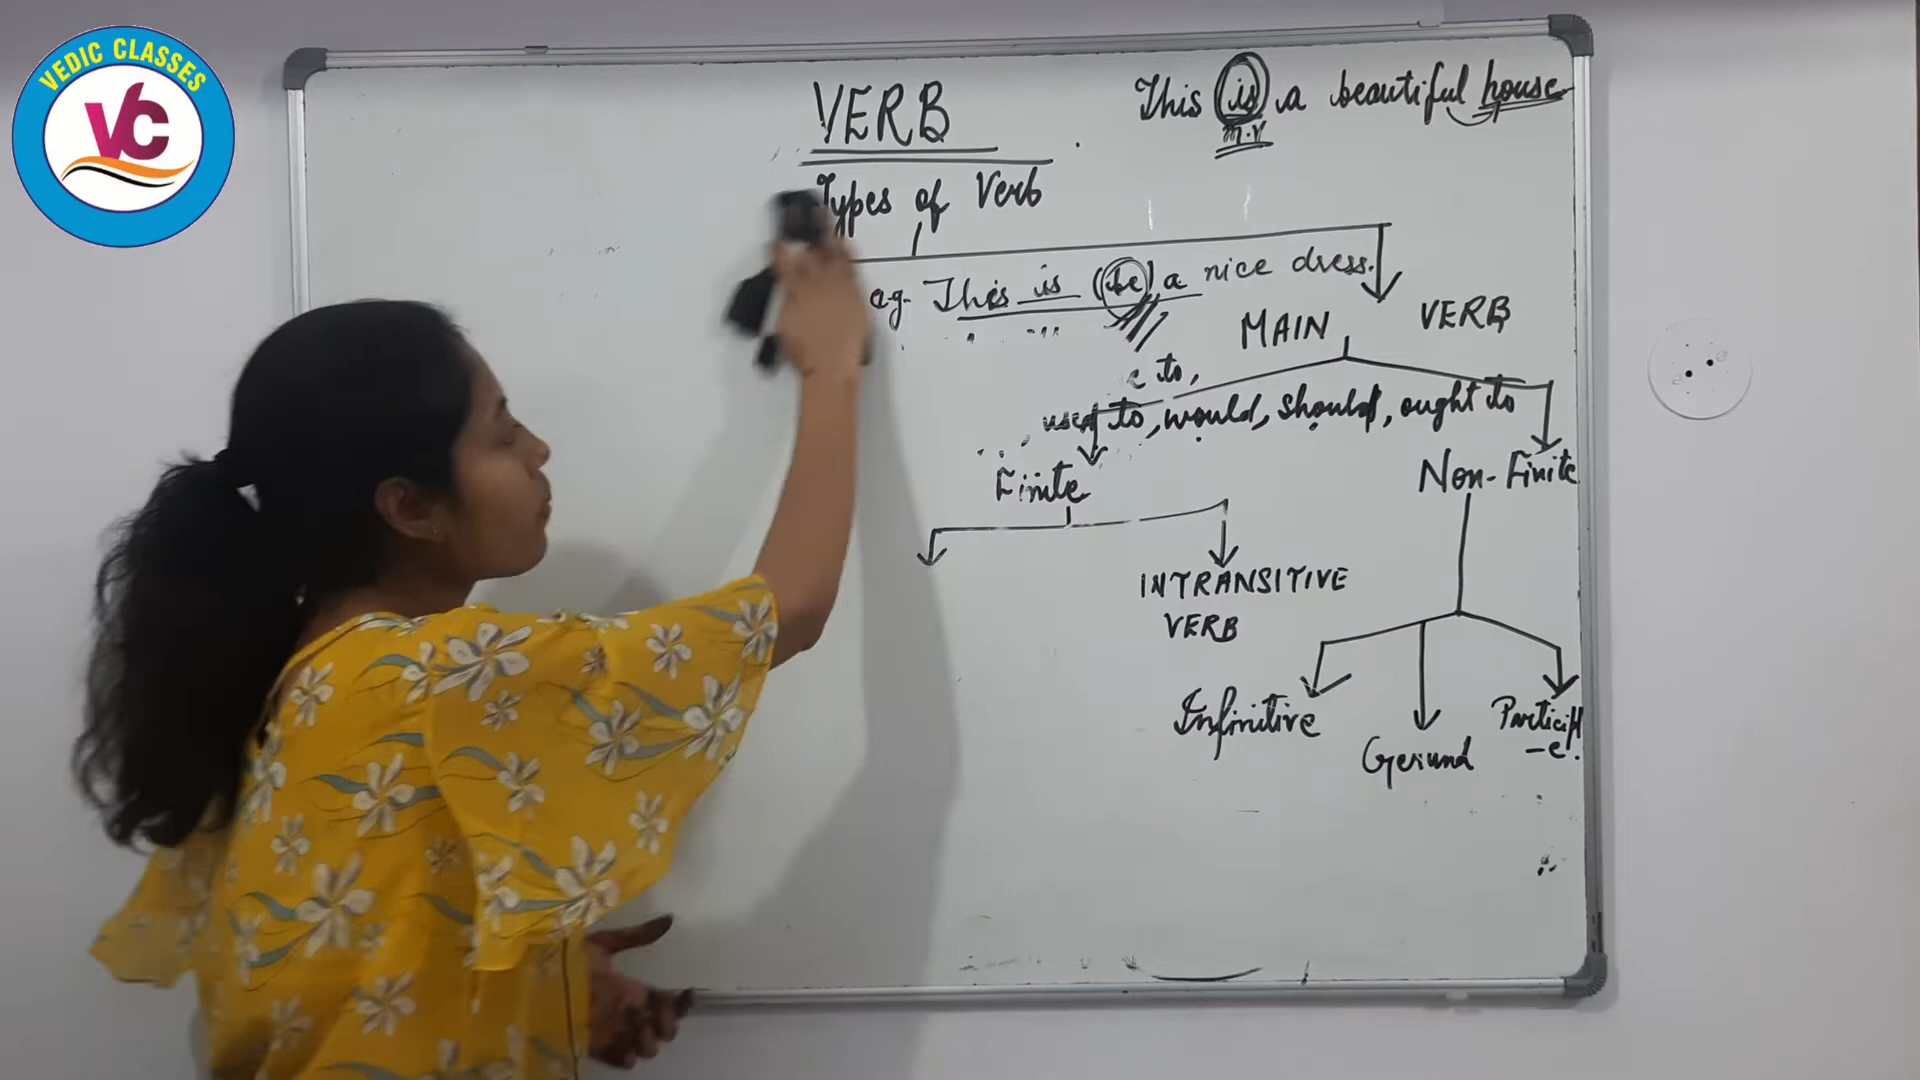 VEDIC CLASSES
VC
VERB
This is a beautiful house
m.v
Types of Verb
e.g. This is (be) a nice dress.
MAIN VERB
to,
used to, would, should, ought to
Finite
Non-Finite
INTRANSITIVE
VERB
Infinitive
Gerund
Particip
-e.